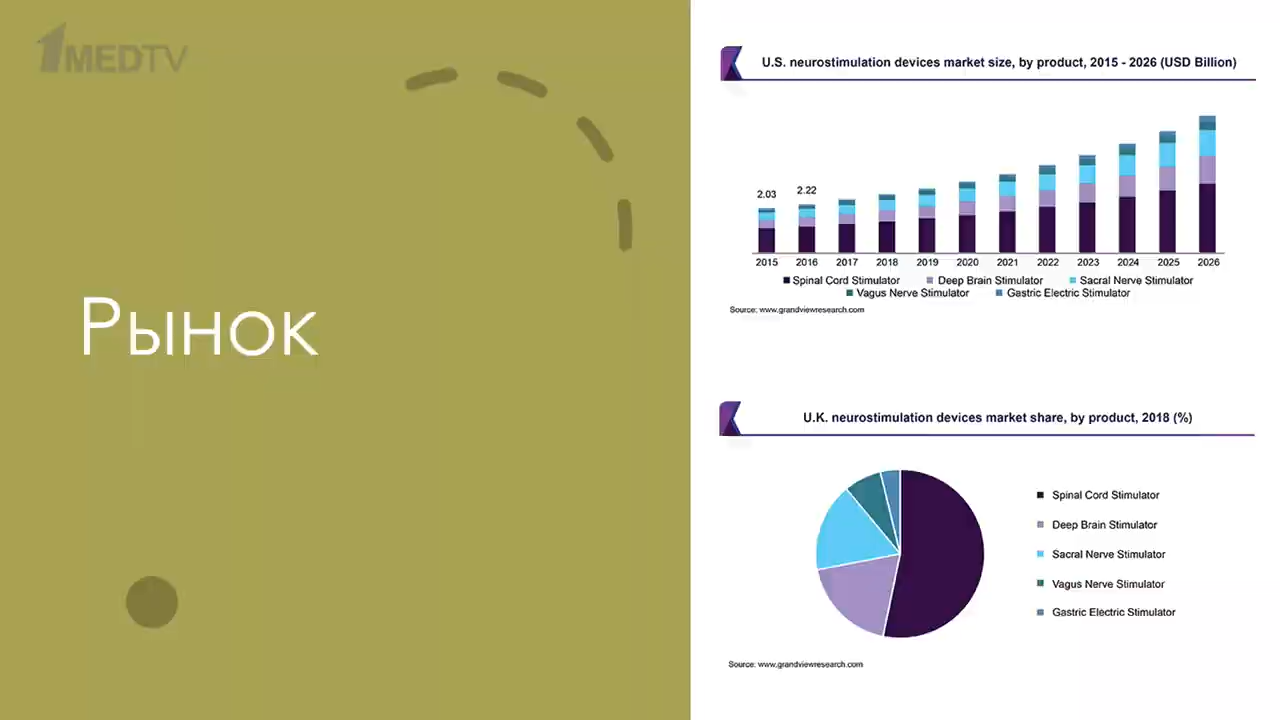 1MEDTV
Рынок
U.S. neurostimulation devices market size, by product, 2015 - 2026 (USD Billion)
2.03
2.22
2015 2016 2017 2018 2019 2020 2021 2022 2023 2024 2025 2026
Spinal Cord Stimulator Deep Brain Stimulator Sacral Nerve Stimulator
Vagus Nerve Stimulator Gastric Electric Stimulator
Source: www.grandviewresearch.com
U.K. neurostimulation devices market share, by product, 2018 (%)
Spinal Cord Stimulator
Deep Brain Stimulator
Sacral Nerve Stimulator
Vagus Nerve Stimulator
Gastric Electric Stimulator
Source: www.grandviewresearch.com